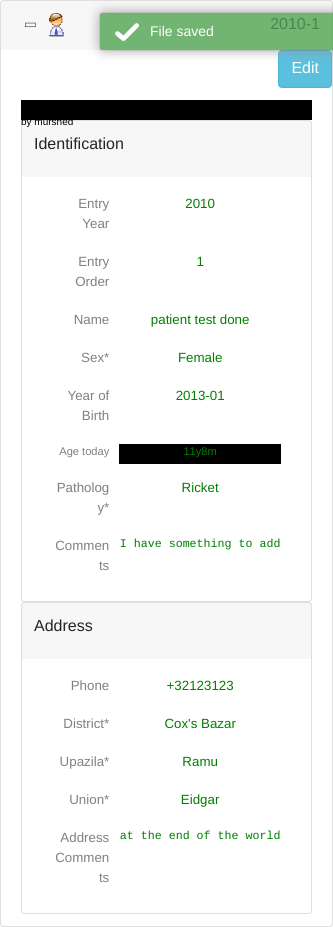 File saved
2010-1
Edit
by murshed
Identification
Entry Year 2010
Entry Order 1
Name patient test done
Sex* Female
Year of Birth 2013-01
Age today 11y8m
Pathology* Ricket
Comments I have something to add
Address
Phone +32123123
District* Cox's Bazar
Upazila* Ramu
Union* Eidgar
Address Comments at the end of the world